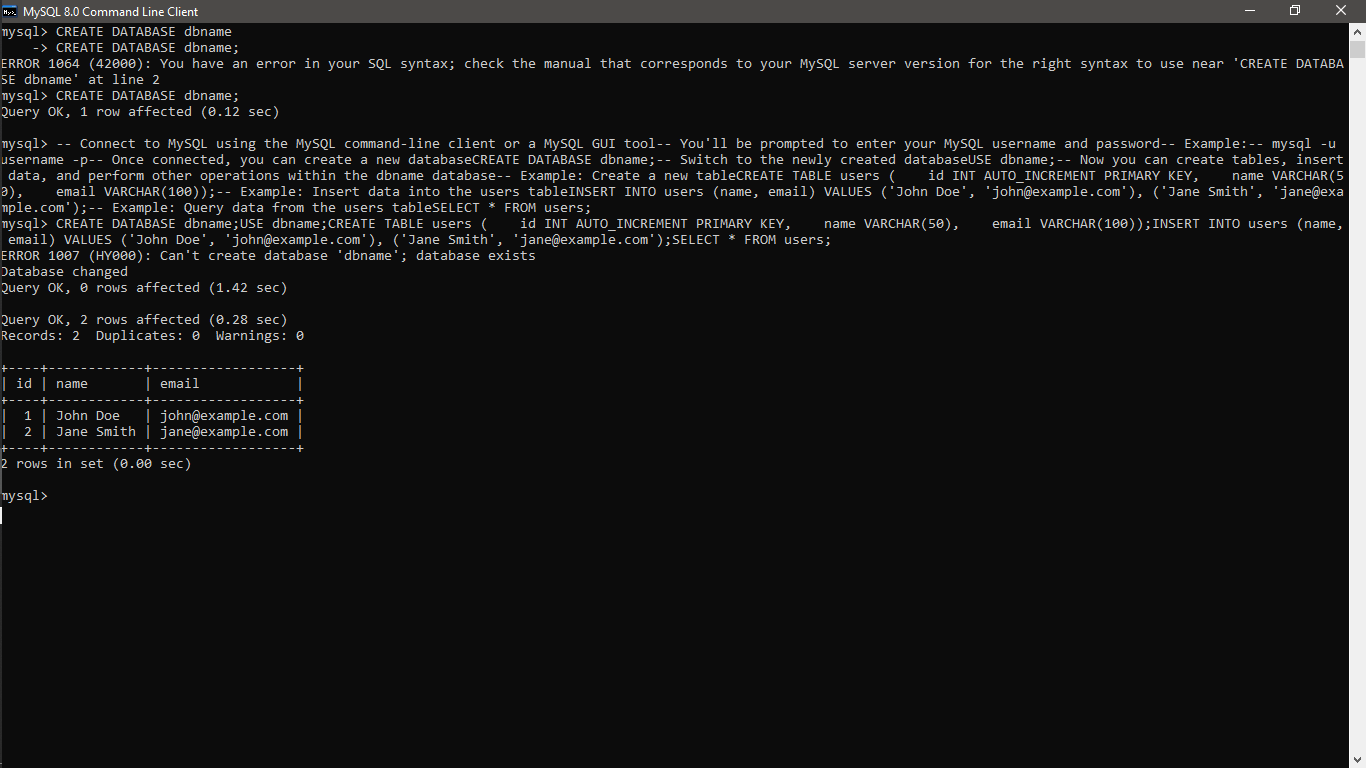 MySQL 8.0 Command Line Client
mysql> CREATE DATABASE dbname
    -> CREATE DATABASE dbname;
ERROR 1064 (42000): You have an error in your SQL syntax; check the manual that corresponds to your MySQL server version for the right syntax to use near 'CREATE DATABA
SE dbname' at line 2
mysql> CREATE DATABASE dbname;
Query OK, 1 row affected (0.12 sec)
mysql> -- Connect to MySQL using the MySQL command-line client or a MySQL GUI tool-- You'll be prompted to enter your MySQL username and password-- Example:-- mysql -u
username -p-- Once connected, you can create a new databaseCREATE DATABASE dbname;-- Switch to the newly created databaseUSE dbname;-- Now you can create tables, insert
 data, and perform other operations within the dbname database-- Example: Create a new tableCREATE TABLE users (    id INT AUTO_INCREMENT PRIMARY KEY,    name VARCHAR(5
0),    email VARCHAR(100));-- Example: Insert data into the users tableINSERT INTO users (name, email) VALUES ('John Doe', 'john@example.com'), ('Jane Smith', 'jane@exa
mple.com');-- Example: Query data from the users tableSELECT * FROM users;
mysql> CREATE DATABASE dbname;USE dbname;CREATE TABLE users (    id INT AUTO_INCREMENT PRIMARY KEY,    name VARCHAR(50),    email VARCHAR(100));INSERT INTO users (name,
 email) VALUES ('John Doe', 'john@example.com'), ('Jane Smith', 'jane@example.com');SELECT * FROM users;
ERROR 1007 (HY000): Can't create database 'dbname'; database exists
Database changed
Query OK, 0 rows affected (1.42 sec)
Query OK, 2 rows affected (0.28 sec)
Records: 2  Duplicates: 0  Warnings: 0
+----+------------+------------------+
| id | name       | email            |
+----+------------+------------------+
|  1 | John Doe   | john@example.com |
|  2 | Jane Smith | jane@example.com |
+----+------------+------------------+
2 rows in set (0.00 sec)
mysql>